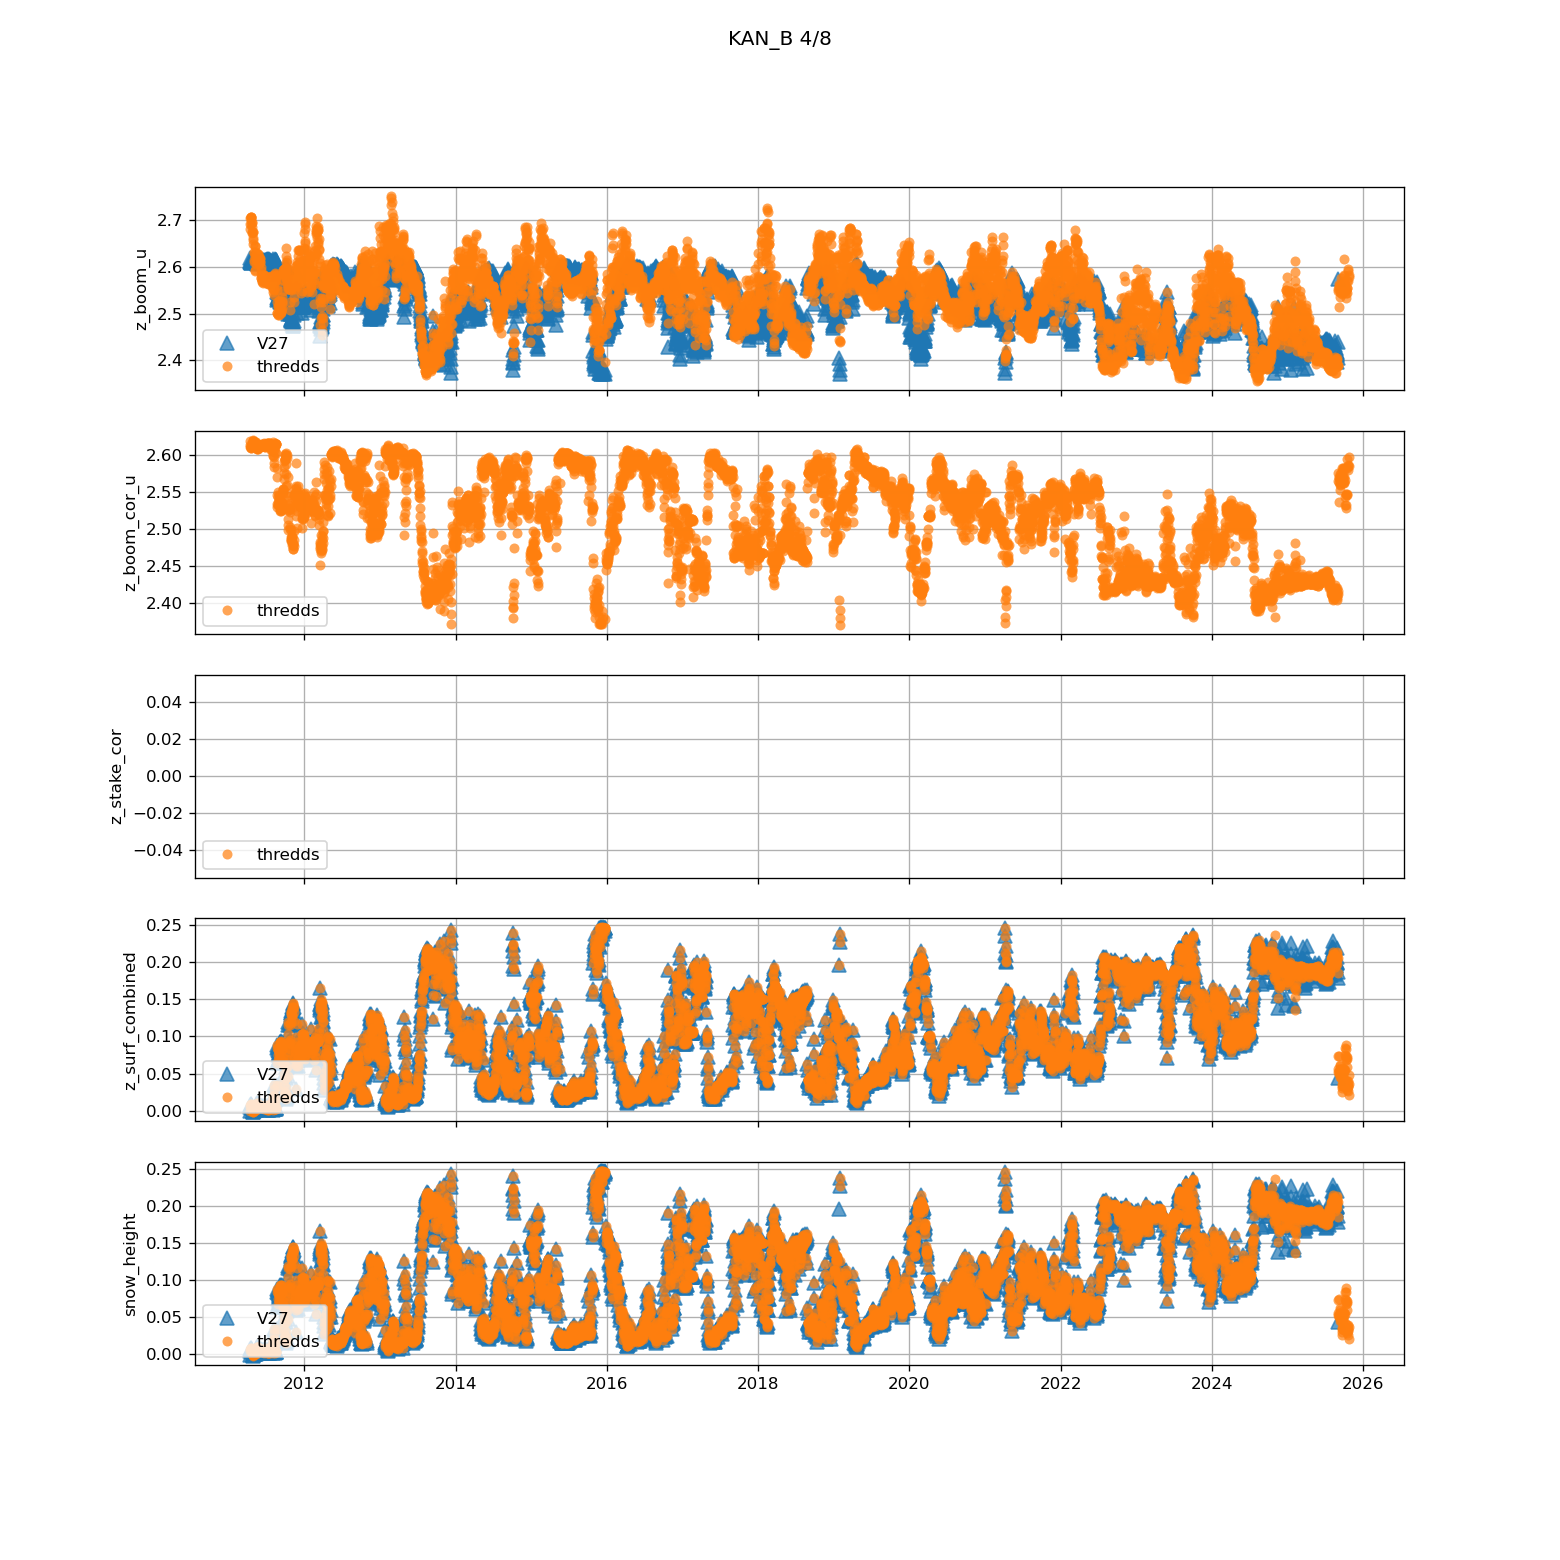 KAN_B 4/8
z_boom_u
2.7
2.6
2.5
2.4
V27
thredds
z_boom_cor_u
2.60
2.55
2.50
2.45
2.40
thredds
z_stake_cor
0.04
0.02
0.00
−0.02
−0.04
thredds
z_surf_combined
0.25
0.20
0.15
0.10
0.05
0.00
V27
thredds
snow_height
0.25
0.20
0.15
0.10
0.05
0.00
V27
thredds
2012 2014 2016 2018 2020 2022 2024 2026